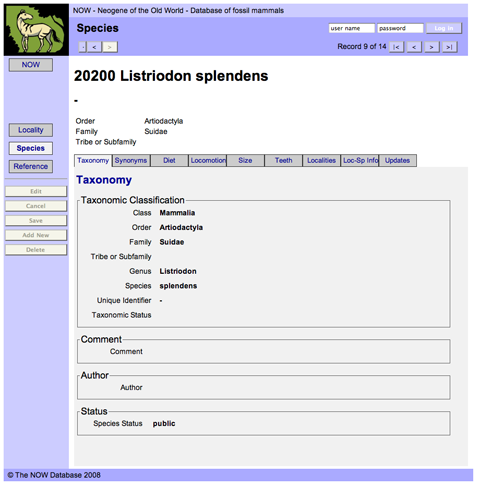 NOW - Neogene of the Old World - Database of fossil mammals
Species
user name password Log in
- < > Record 9 of 14 |< < > >|
NOW
20200 Listriodon splendens
-
Order Artiodactyla
Family Suidae
Tribe or Subfamily
Locality
Species
Reference
Edit
Cancel
Save
Add New
Delete
Taxonomy Synonyms Diet Locomotion Size Teeth Localities Loc-Sp Info Updates
Taxonomy
Taxonomic Classification
Class Mammalia
Order Artiodactyla
Family Suidae
Tribe or Subfamily
Genus Listriodon
Species splendens
Unique Identifier -
Taxonomic Status
Comment
Comment
Author
Author
Status
Species Status public
© The NOW Database 2008